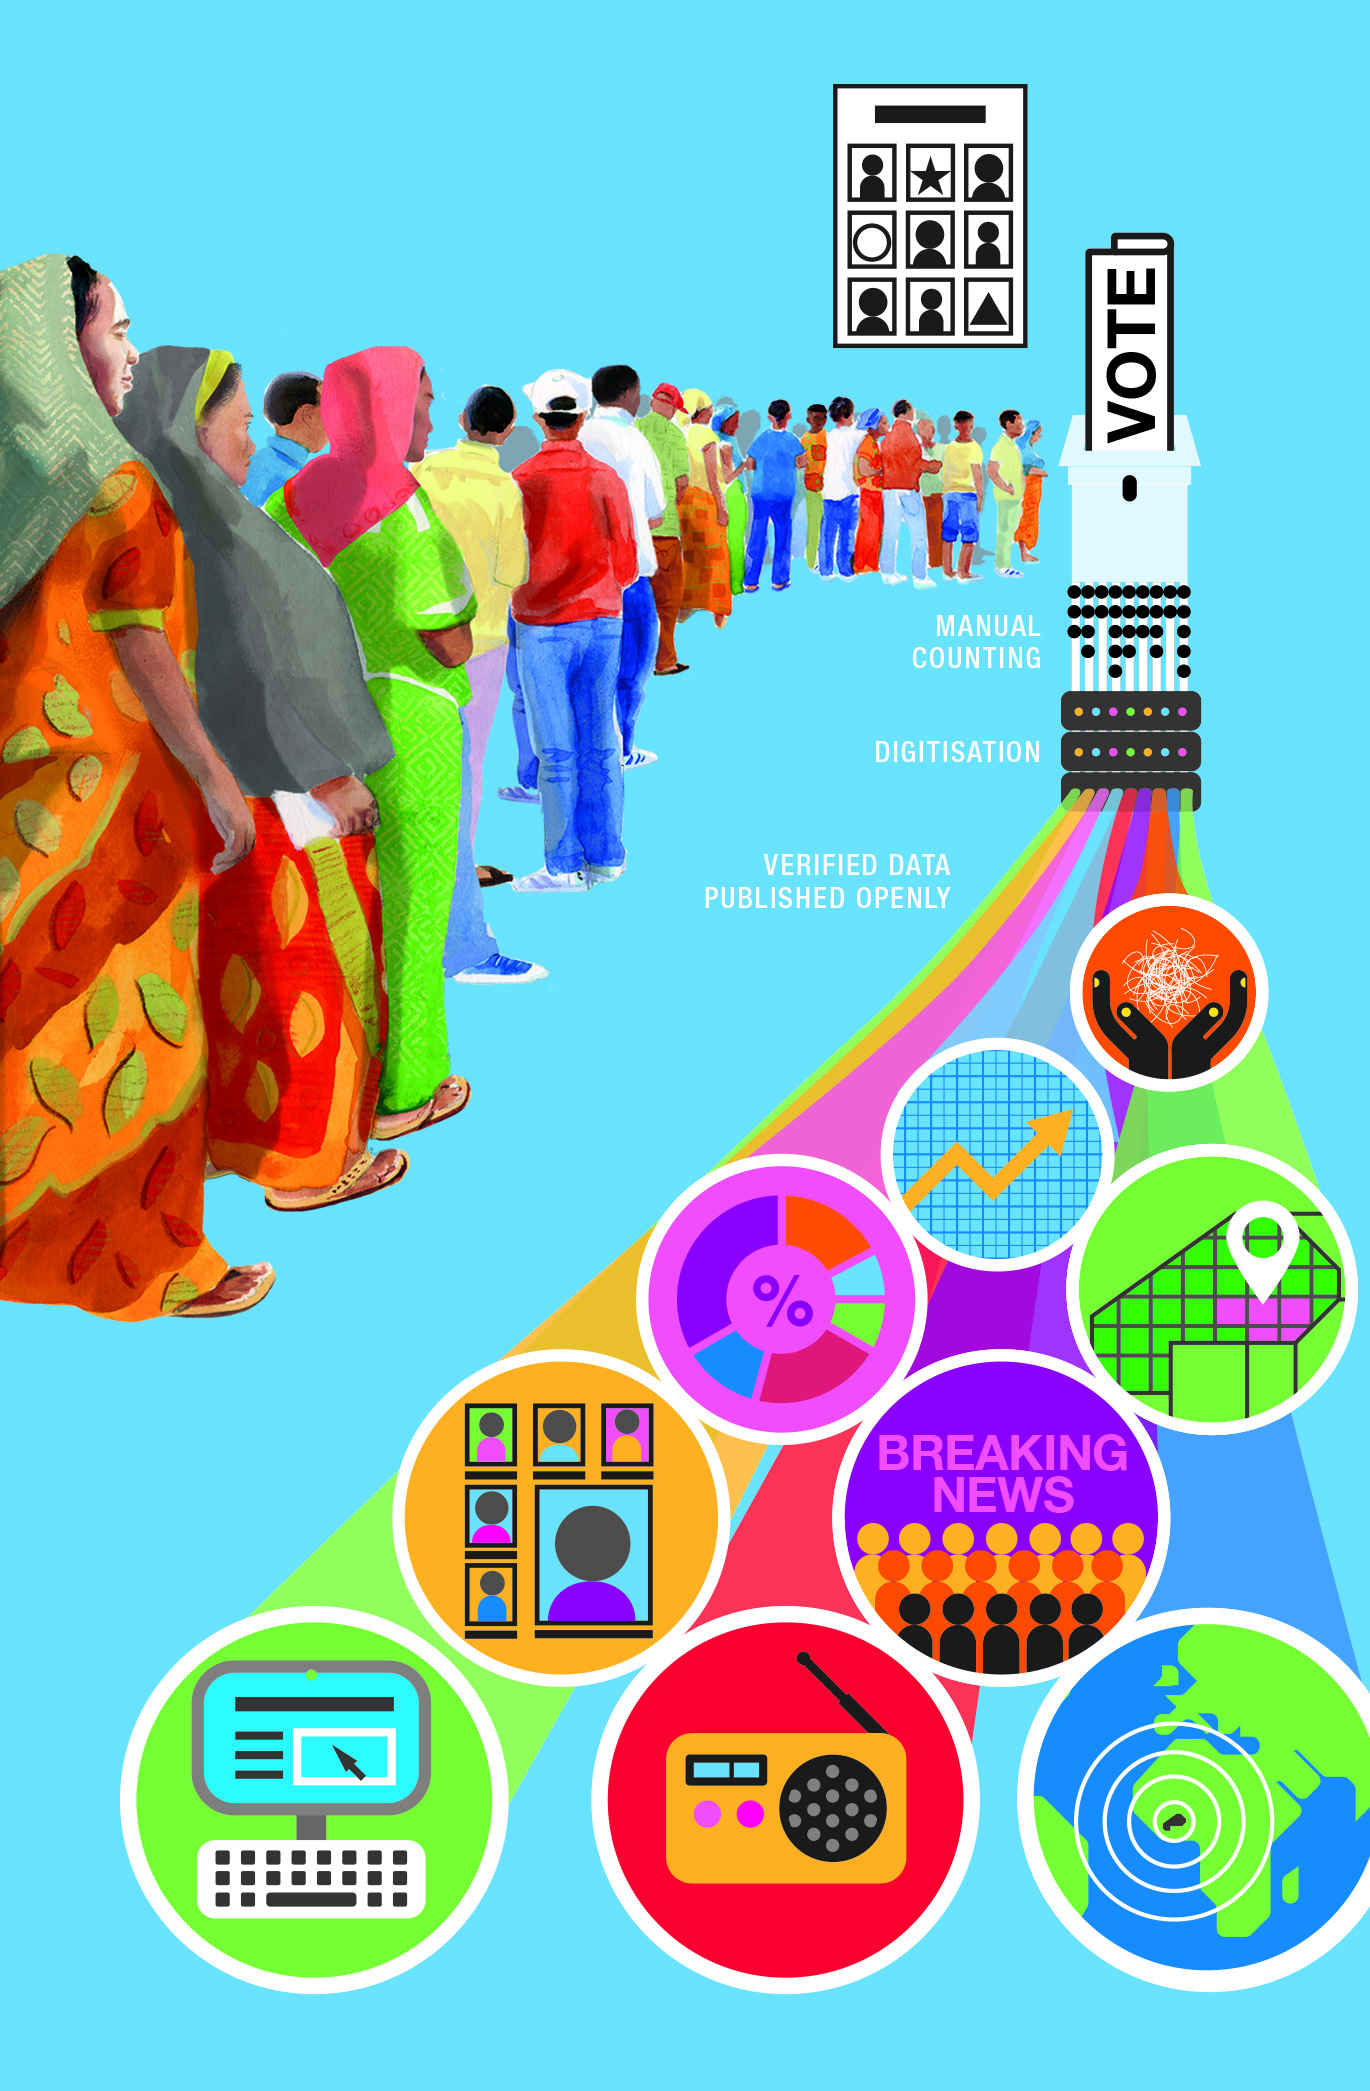 VOTE
MANUAL
COUNTING
DIGITISATION
VERIFIED DATA
PUBLISHED OPENLY
%
BREAKING
NEWS